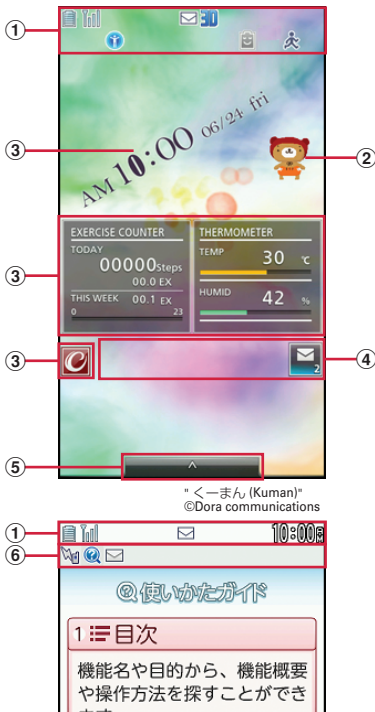 ①
30
③
AM 10:00 06/24 fri
②
③
EXERCISE COUNTER
TODAY
00000Steps
00.0 EX
THIS WEEK 00.1 EX
0 23
THERMOMETER
TEMP 30 ℃
HUMID 42 %
③
2
④
⑤
" くーまん (Kuman)"
©Dora communications
①
10:00
⑥
使いかたガイド
1 目次
機能名や目的から、機能概要
や操作方法を探すことができ
ます